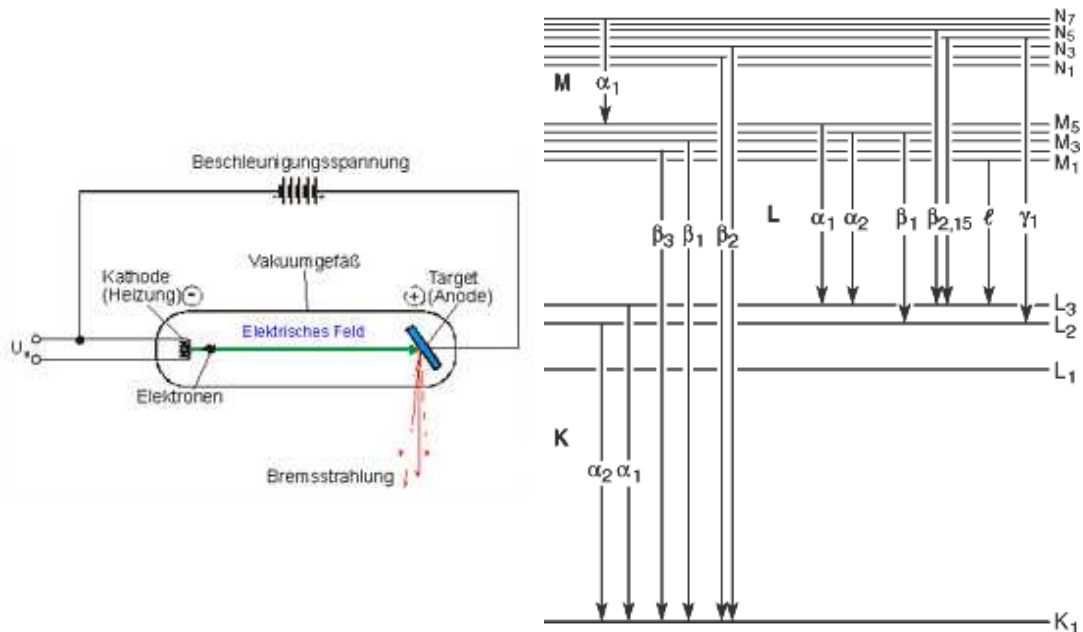 Beschleunigungsspannung
Vakuumgefäß
Kathode
(Heizung) −
Target
+ (Anode)
Elektrisches Feld
Elektronen
Bremsstrahlung
N₇
N₅
N₃
N₁
M
α₁
M₅
M₃
M₁
L
β₃
β₁
β₂
α₁
α₂
β₁
β₂,₁₅
ℓ
γ₁
L₃
L₂
L₁
K
α₂
α₁
K₁